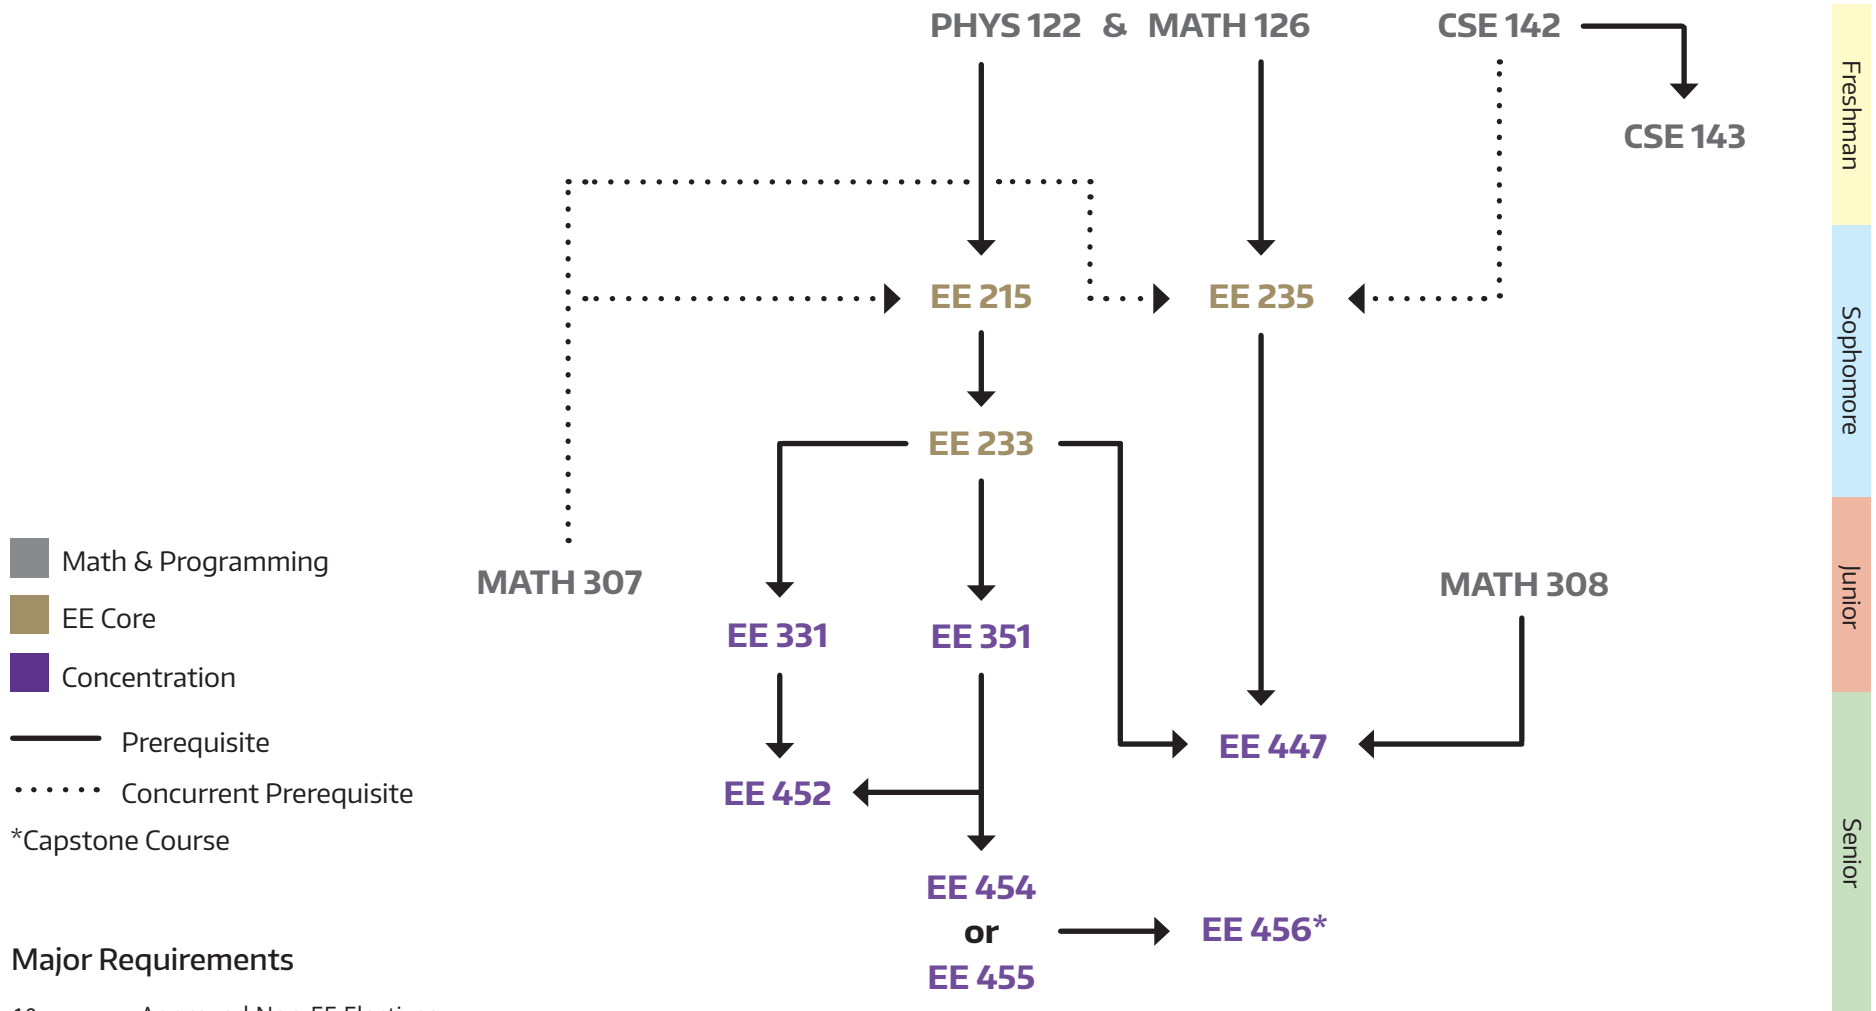 PHYS 122 & MATH 126
CSE 142
CSE 143
EE 215
EE 235
EE 233
MATH 307
MATH 308
EE 331
EE 351
EE 447
EE 452
EE 454
or
EE 455
EE 456*
Freshman
Sophomore
Junior
Senior
Math & Programming
EE Core
Concentration
Prerequisite
Concurrent Prerequisite
*Capstone Course
Major Requirements